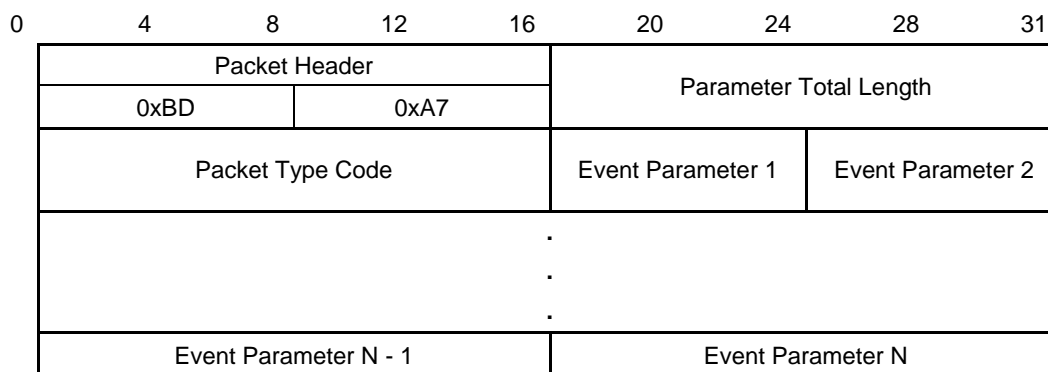 0 4 8 12 16 20 24 28 31
Packet Header
Parameter Total Length
0xBD 0xA7
Packet Type Code Event Parameter 1 Event Parameter 2
.
.
.
Event Parameter N - 1 Event Parameter N